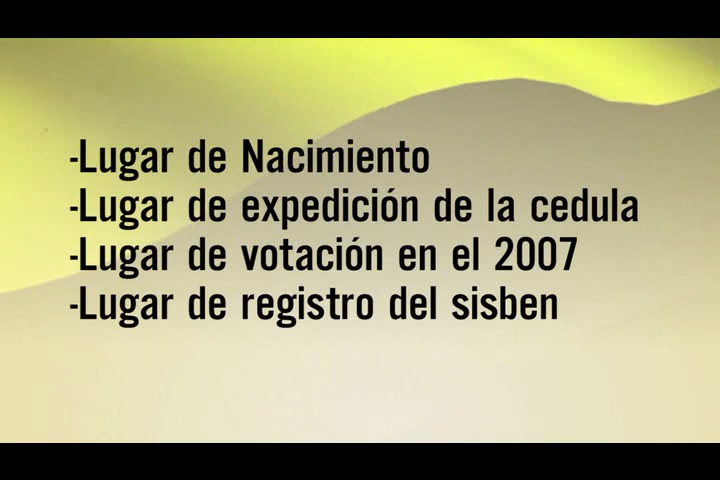 -Lugar de Nacimiento
-Lugar de expedición de la cedula
-Lugar de votación en el 2007
-Lugar de registro del sisben